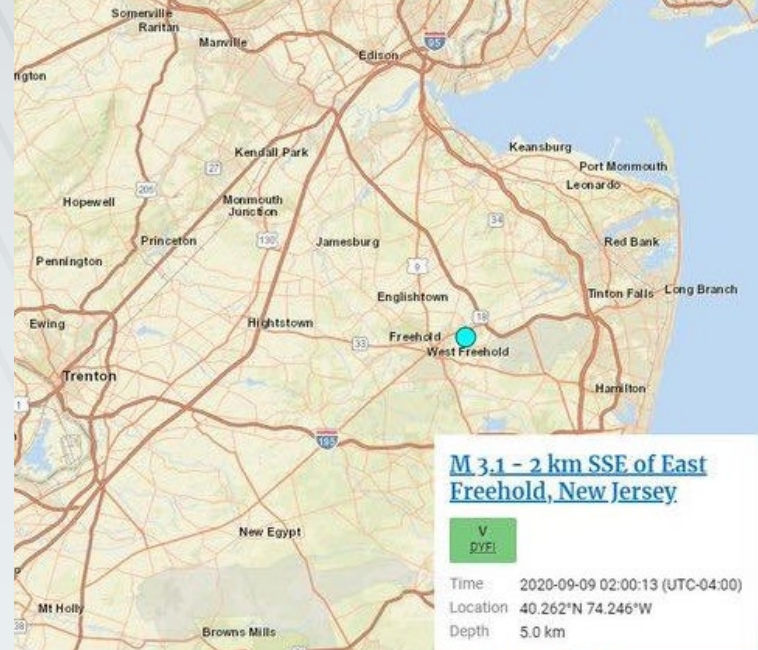 Somerville
Raritan
Manville
Edison
95
Kendall Park
27
Keansburg
Port Monmouth
Leonardo
206
Hopewell
Monmouth
Junction
34
Princeton
130
Jamesburg
Red Bank
Pennington
9
Englishtown
Tinton Falls
Long Branch
Ewing
Hightstown
18
33
Freehold
West Freehold
Trenton
Hamilton
1
195
M 3.1 - 2 km SSE of East
Freehold, New Jersey
V
DYFI
New Egypt
Time 2020-09-09 02:00:13 (UTC-04:00)
Location 40.262°N 74.246°W
Depth 5.0 km
Mt Holly
38
Browns Mills